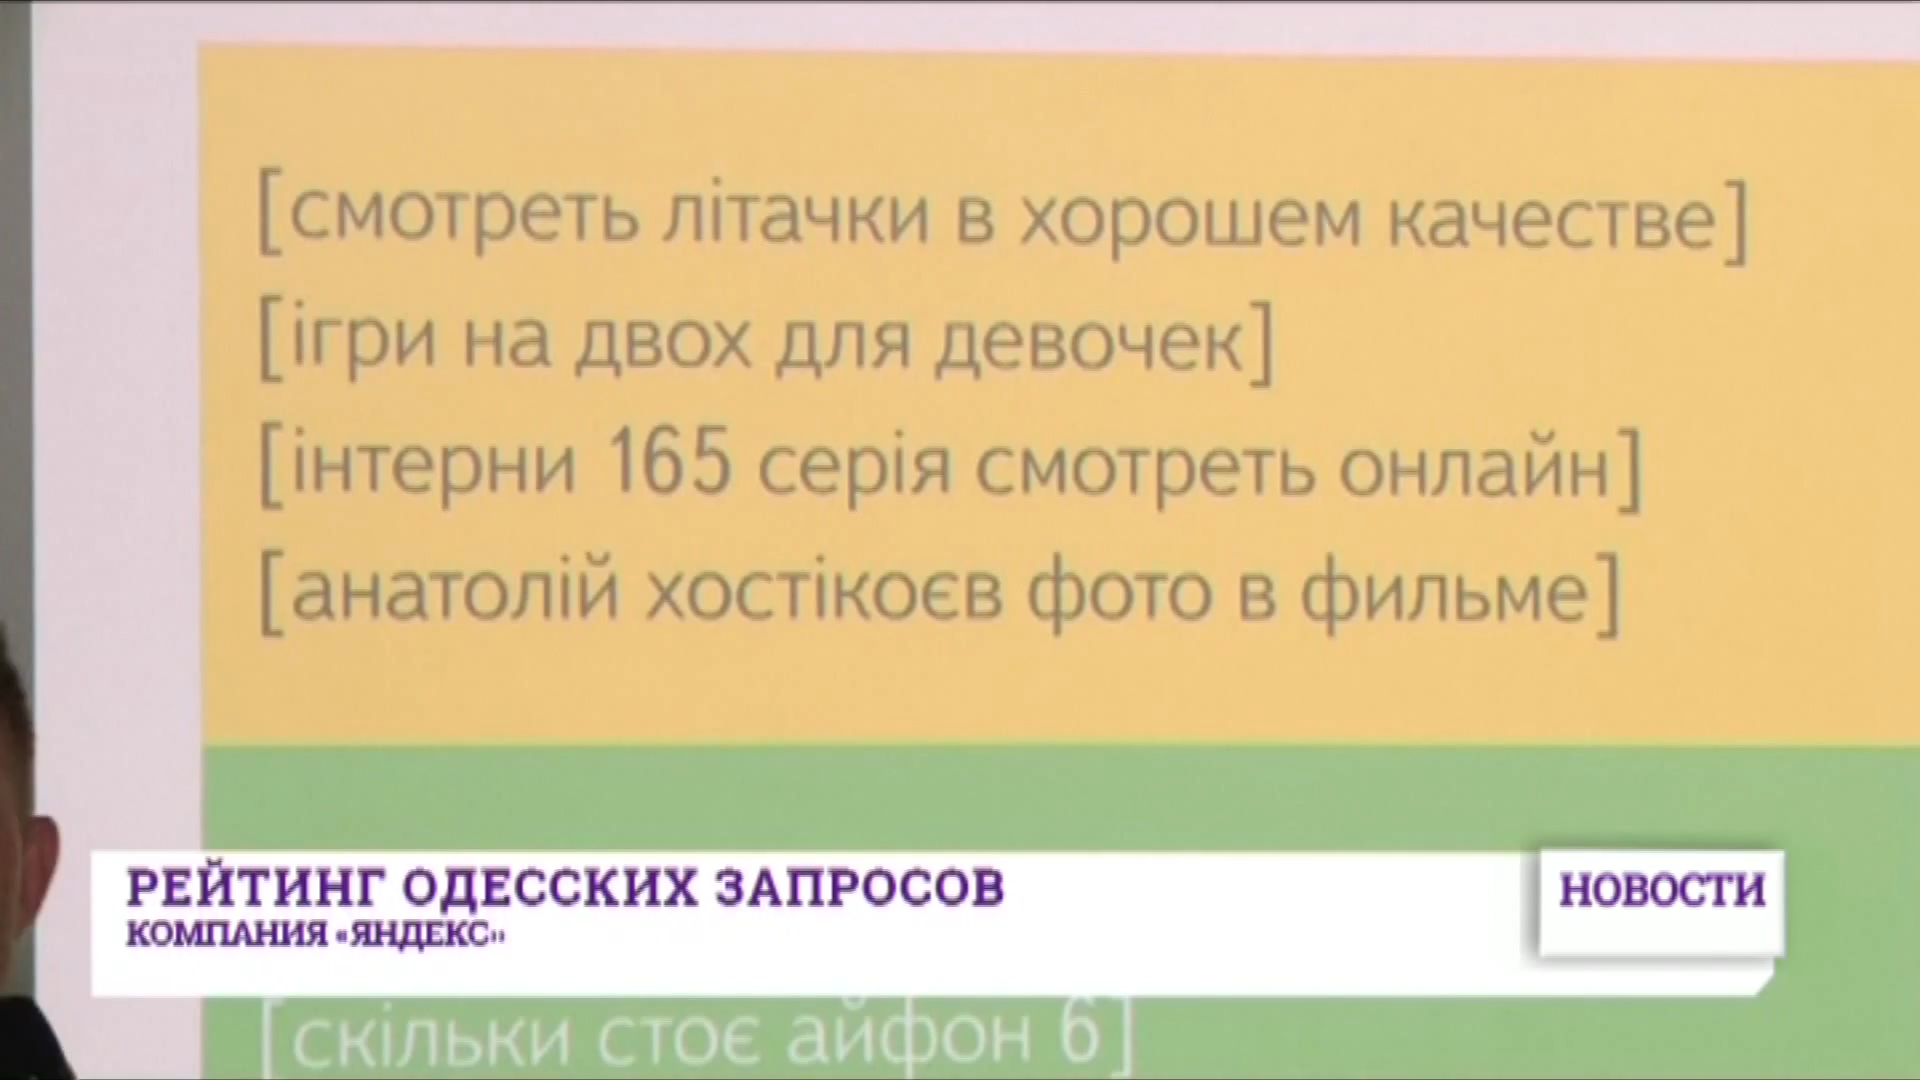 [смотреть літачки в хорошем качестве]
[ігри на двох для девочек]
[інтерни 165 серія смотреть онлайн]
[анатолій хостікоєв фото в фильме]
РЕЙТИНГ ОДЕССКИХ ЗАПРОСОВ
КОМПАНИЯ «ЯНДЕКС»
НОВОСТИ
[скільки стоє айфон 6]